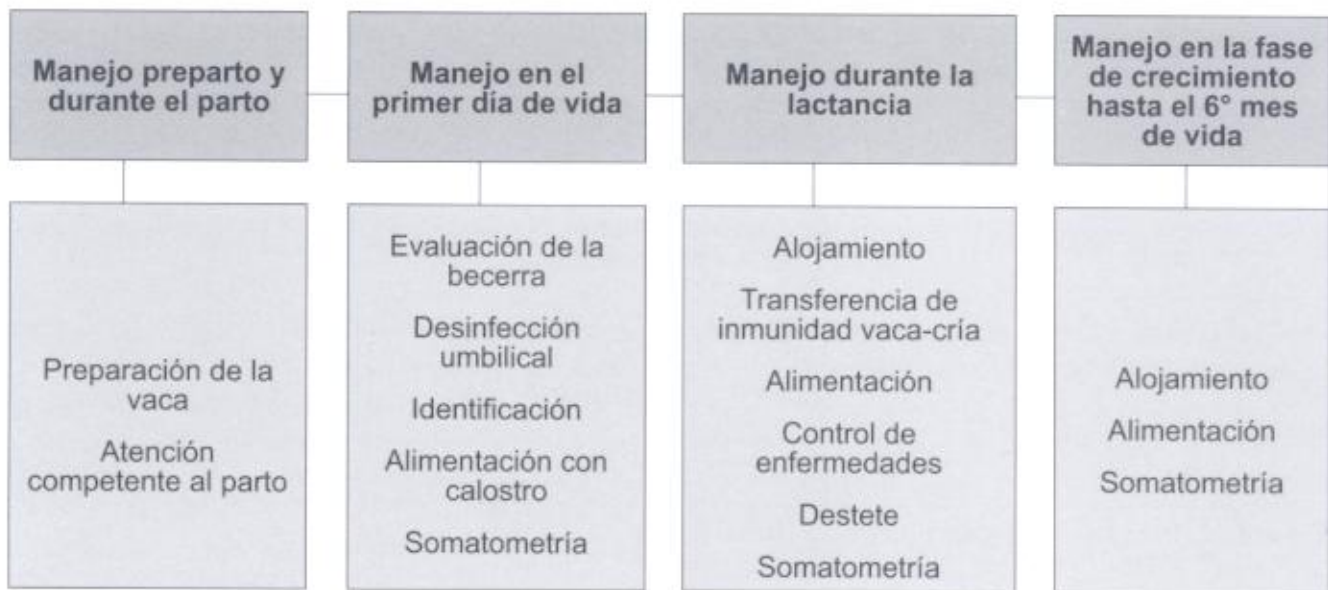 Manejo preparto y
durante el parto
Manejo en el
primer día de vida
Manejo durante la
lactancia
Manejo en la fase
de crecimiento
hasta el 6° mes
de vida
Preparación de la
vaca
Atención
competente al parto
Evaluación de la
becerra
Desinfección
umbilical
Identificación
Alimentación con
calostro
Somatometría
Alojamiento
Transferencia de
inmunidad vaca-cría
Alimentación
Control de
enfermedades
Destete
Somatometría
Alojamiento
Alimentación
Somatometría